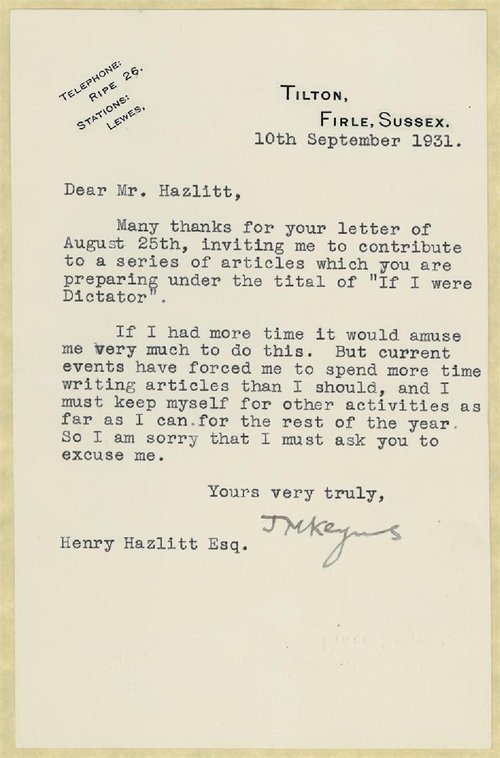 TELEPHONE:
RIPE 26.
STATIONS:
LEWES,
TILTON,
FIRLE, SUSSEX.
10th September 1931.
Dear Mr. Hazlitt,
Many thanks for your letter of
August 25th, inviting me to contribute
to a series of articles which you are
preparing under the tital of "If I were
Dictator".
If I had more time it would amuse
me very much to do this.  But current
events have forced me to spend more time
writing articles than I should, and I
must keep myself for other activities as
far as I can.for the rest of the year.
So I am sorry that I must ask you to
excuse me.
Yours very truly,
JMKeynes
Henry Hazlitt Esq.